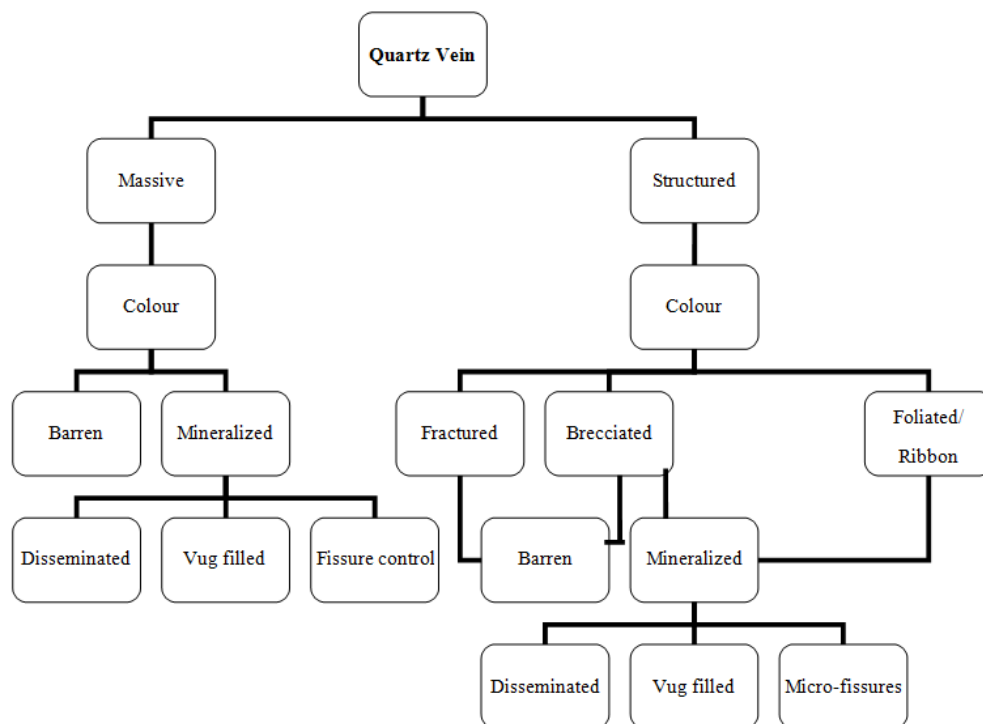 Quartz Vein
Massive
Structured
Colour
Colour
Barren
Mineralized
Fractured
Brecciated
Foliated/
Ribbon
Disseminated
Vug filled
Fissure control
Barren
Mineralized
Disseminated
Vug filled
Micro-fissures